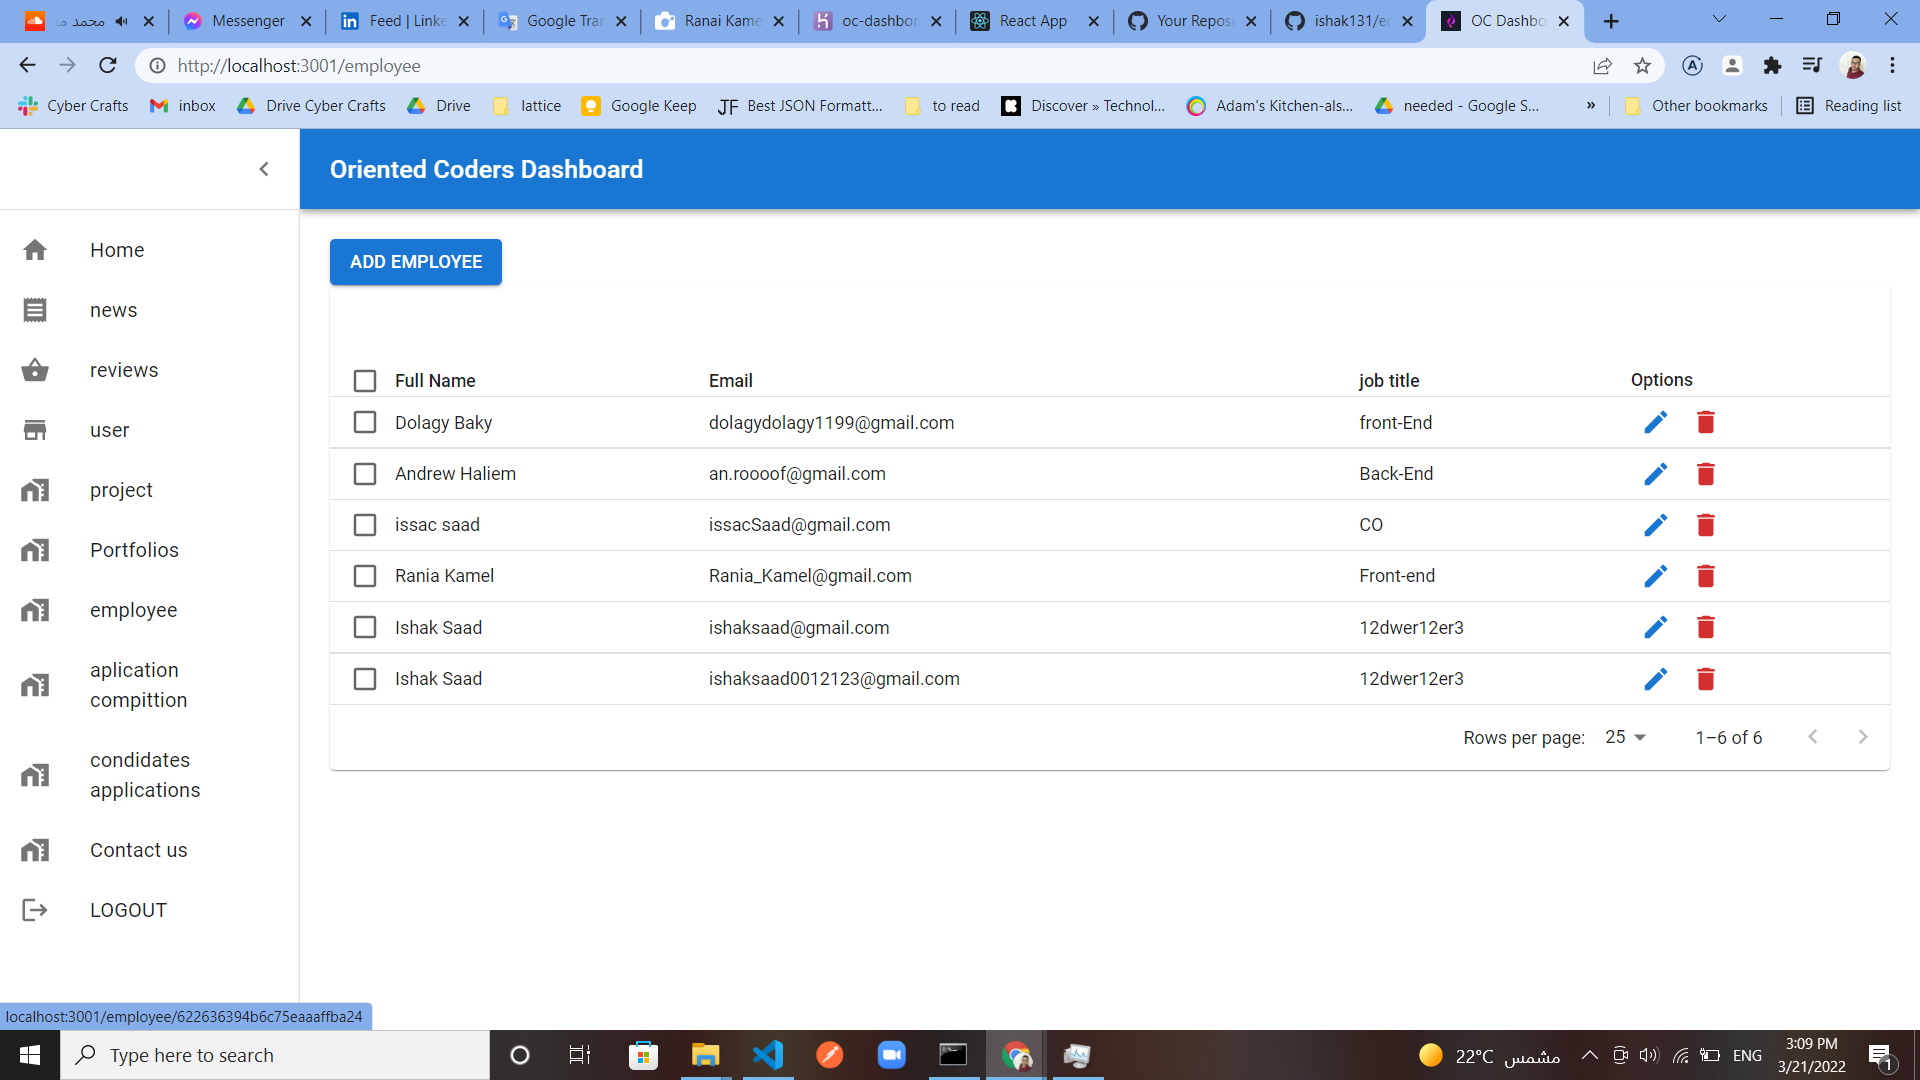 محمد م
Messenger
Feed | Linke
Google Tran
Ranai Kame
oc-dashbor
React App
Your Reposi
ishak131/er
OC Dashbo
http://localhost:3001/employee
Cyber Crafts
inbox
Drive Cyber Crafts
Drive
lattice
Google Keep
JF Best JSON Formatt...
to read
Discover » Technol...
Adam's Kitchen-als...
needed - Google S...
»
Other bookmarks
Reading list
Oriented Coders Dashboard
Home
news
reviews
user
project
Portfolios
employee
aplication
compittion
condidates
applications
Contact us
LOGOUT
ADD EMPLOYEE
Full Name Email job title Options
Dolagy Baky dolagydolagy1199@gmail.com front-End
Andrew Haliem an.roooof@gmail.com Back-End
issac saad issacSaad@gmail.com CO
Rania Kamel Rania_Kamel@gmail.com Front-end
Ishak Saad ishaksaad@gmail.com 12dwer12er3
Ishak Saad ishaksaad0012123@gmail.com 12dwer12er3
Rows per page: 25 1–6 of 6
localhost:3001/employee/622636394b6c75eaaaffba24
Type here to search
22°C مشمس
ENG
3:09 PM
3/21/2022
1